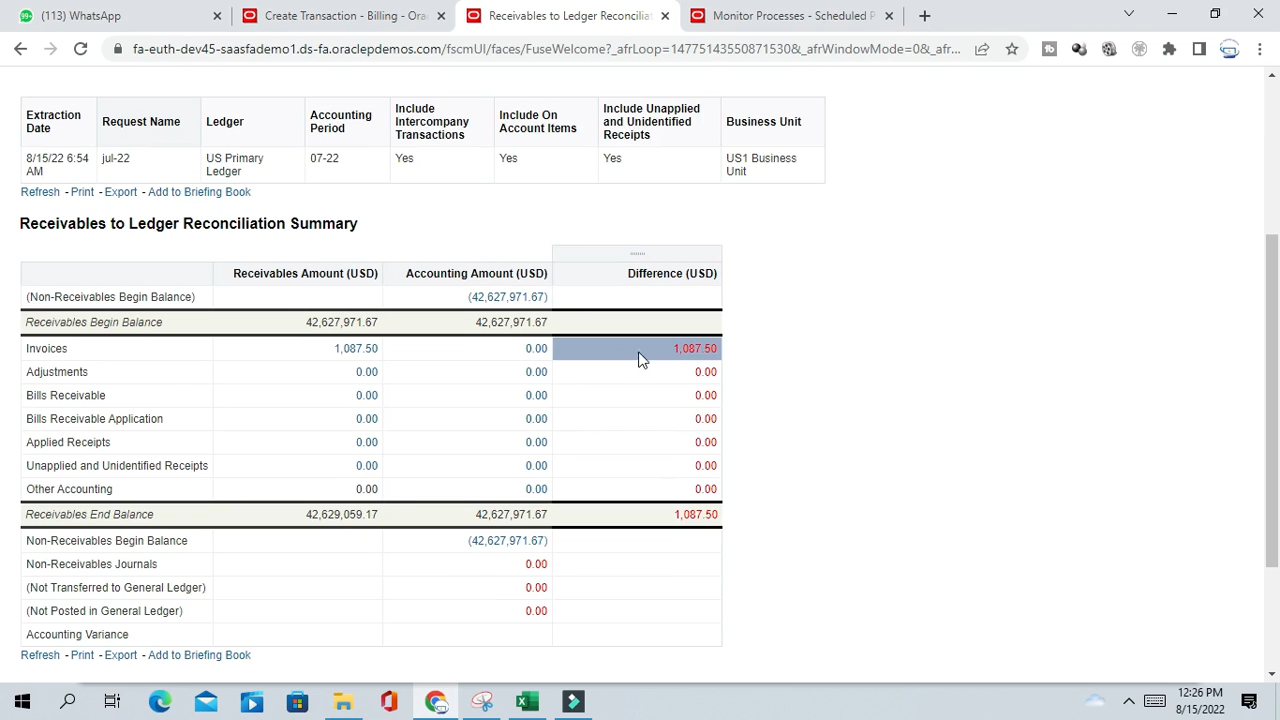 99+
(113) WhatsApp
Create Transaction - Billing - Orac
Receivables to Ledger Reconciliat
Monitor Processes - Scheduled P
fa-euth-dev45-saasfademo1.ds-fa.oraclepdemos.com/fscmUI/faces/FuseWelcome?_afrLoop=147751435508715​30&_afrWindowMode=0&_afr...
Extraction Date Request Name Ledger Accounting Period Include Intercompany Transactions Include On Account Items Include Unapplied and Unidentified Receipts Business Unit
8/15/22 6:54 AM jul-22 US Primary Ledger 07-22 Yes Yes Yes US1 Business Unit
Refresh - Print - Export - Add to Briefing Book
Receivables to Ledger Reconciliation Summary
Receivables Amount (USD) Accounting Amount (USD) Difference (USD)
(Non-Receivables Begin Balance) (42,627,971.67)
Receivables Begin Balance 42,627,971.67 42,627,971.67
Invoices 1,087.50 0.00 1,087.50
Adjustments 0.00 0.00 0.00
Bills Receivable 0.00 0.00 0.00
Bills Receivable Application 0.00 0.00 0.00
Applied Receipts 0.00 0.00 0.00
Unapplied and Unidentified Receipts 0.00 0.00 0.00
Other Accounting 0.00 0.00 0.00
Receivables End Balance 42,629,059.17 42,627,971.67 1,087.50
Non-Receivables Begin Balance (42,627,971.67)
Non-Receivables Journals 0.00
(Not Transferred to General Ledger) 0.00
(Not Posted in General Ledger) 0.00
Accounting Variance
Refresh - Print - Export - Add to Briefing Book
12:26 PM
8/15/2022